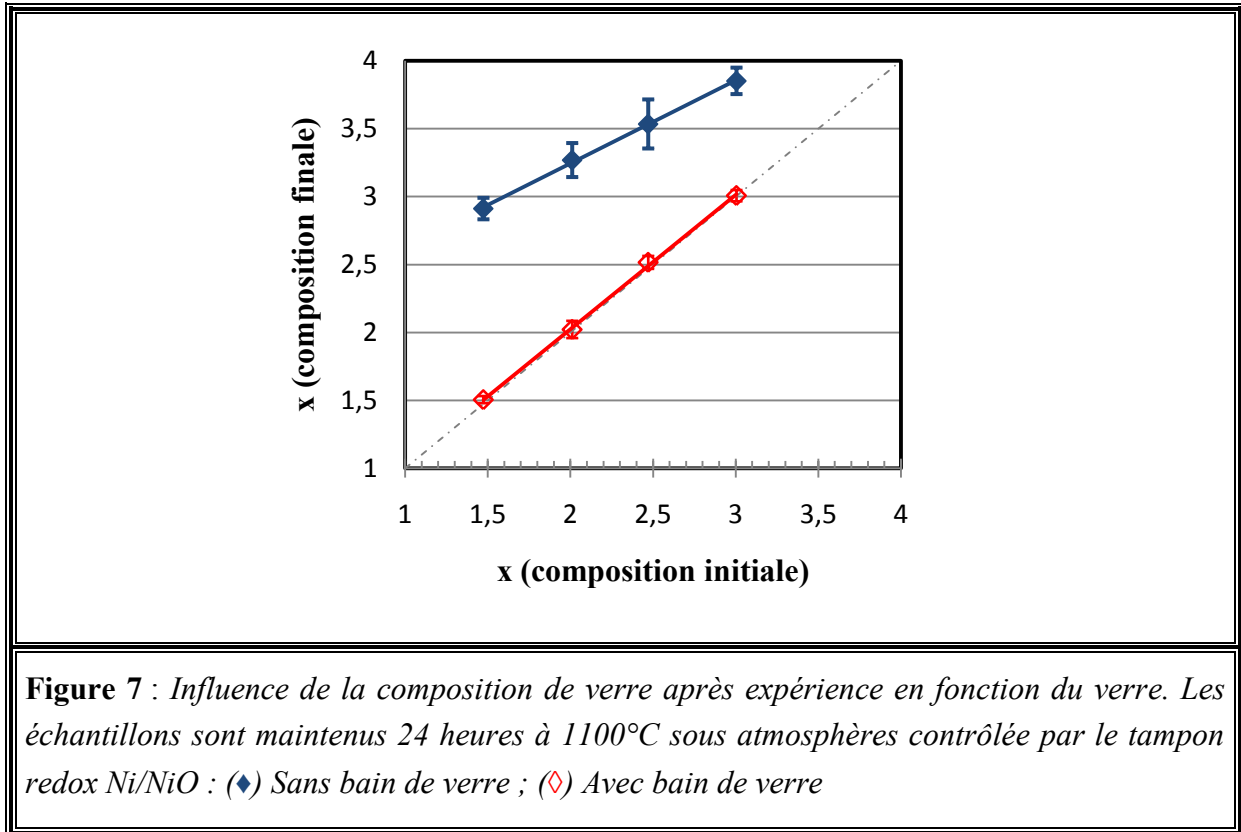 4
3,5
3
2,5
2
1,5
1
x (composition finale)
1 1,5 2 2,5 3 3,5 4
x (composition initiale)
Figure 7 : Influence de la composition de verre après expérience en fonction du verre. Les
échantillons sont maintenus 24 heures à 1100°C sous atmosphères contrôlée par le tampon
redox Ni/NiO : (♦) Sans bain de verre ; (◊) Avec bain de verre